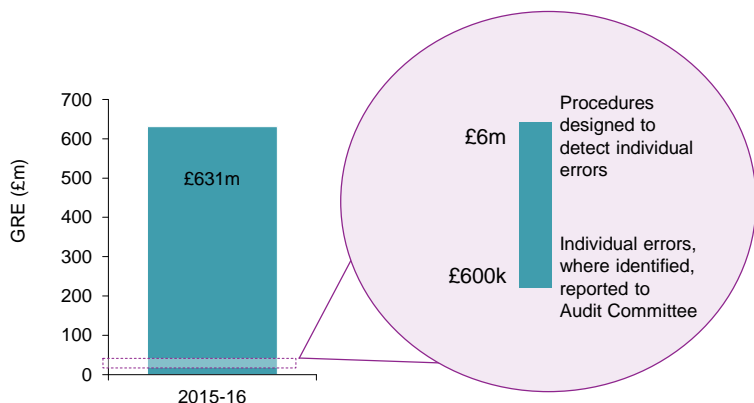 GRE (£m)
700
600
500
400
300
200
100
0
£631m
2015-16
£6m
Procedures
designed to
detect individual
errors
£600k
Individual errors,
where identified,
reported to
Audit Committee